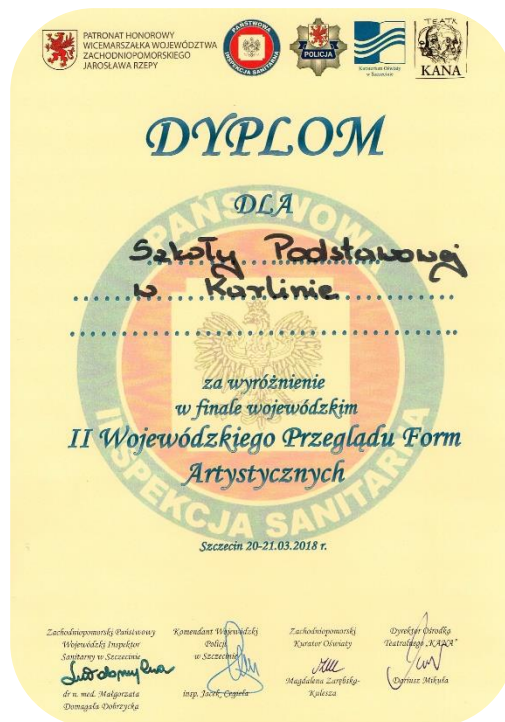 PATRONAT HONOROWY
WICEMARSZAŁKA WOJEWÓDZTWA
ZACHODNIOPOMORSKIEGO
JAROSŁAWA RZEPY
PAŃSTWOWA
INSPEKCJA SANITARNA
POLICJA
Kuratorium Oświaty
w Szczecinie
TEATR
KANA
DYPLOM
DLA
Szkoły Podstawowej
w Karlinie
za wyróżnienie
w finale wojewódzkim
II Wojewódzkiego Przeglądu Form
Artystycznych
PAŃSTWOWA
INSPEKCJA SANITARNA
Szczecin 20-21.03.2018 r.
Zachodniopomorski Państwowy
Wojewódzki Inspektor
Sanitarny w Szczecinie
dr n. med. Małgorzata
Domagała Dobrzycka
Komendant Wojewódzki
Policji
w Szczecinie
insp. Jacek Cegieła
Zachodniopomorski
Kurator Oświaty
Magdalena Zarębska-
Kulesza
Dyrektor Ośrodka
Teatralnego „KANA"
Dariusz Mikuła